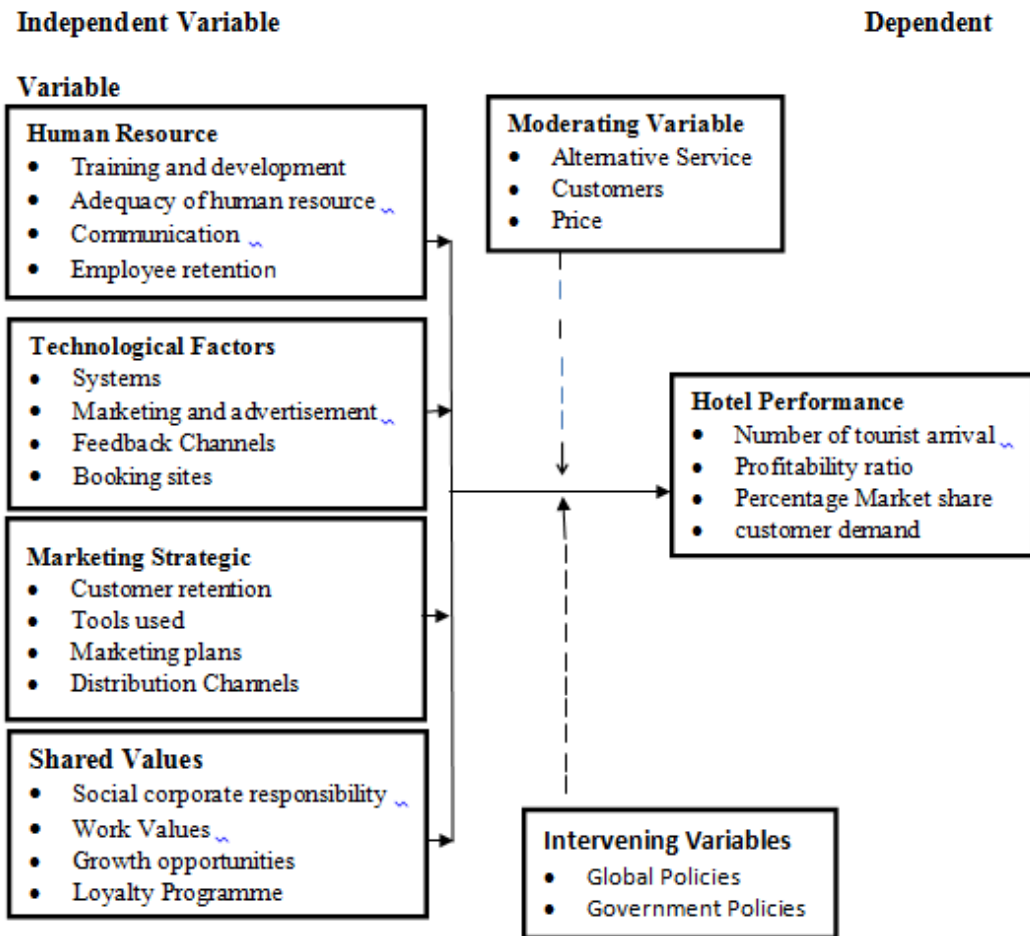 Independent Variable Dependent
Variable
Human Resource
• Training and development
• Adequacy of human resource
• Communication
• Employee retention
Moderating Variable
• Alternative Service
• Customers
• Price
Technological Factors
• Systems
• Marketing and advertisement
• Feedback Channels
• Booking sites
Hotel Performance
• Number of tourist arrival
• Profitability ratio
• Percentage Market share
• customer demand
Marketing Strategic
• Customer retention
• Tools used
• Marketing plans
• Distribution Channels
Shared Values
• Social corporate responsibility
• Work Values
• Growth opportunities
• Loyalty Programme
Intervening Variables
• Global Policies
• Government Policies